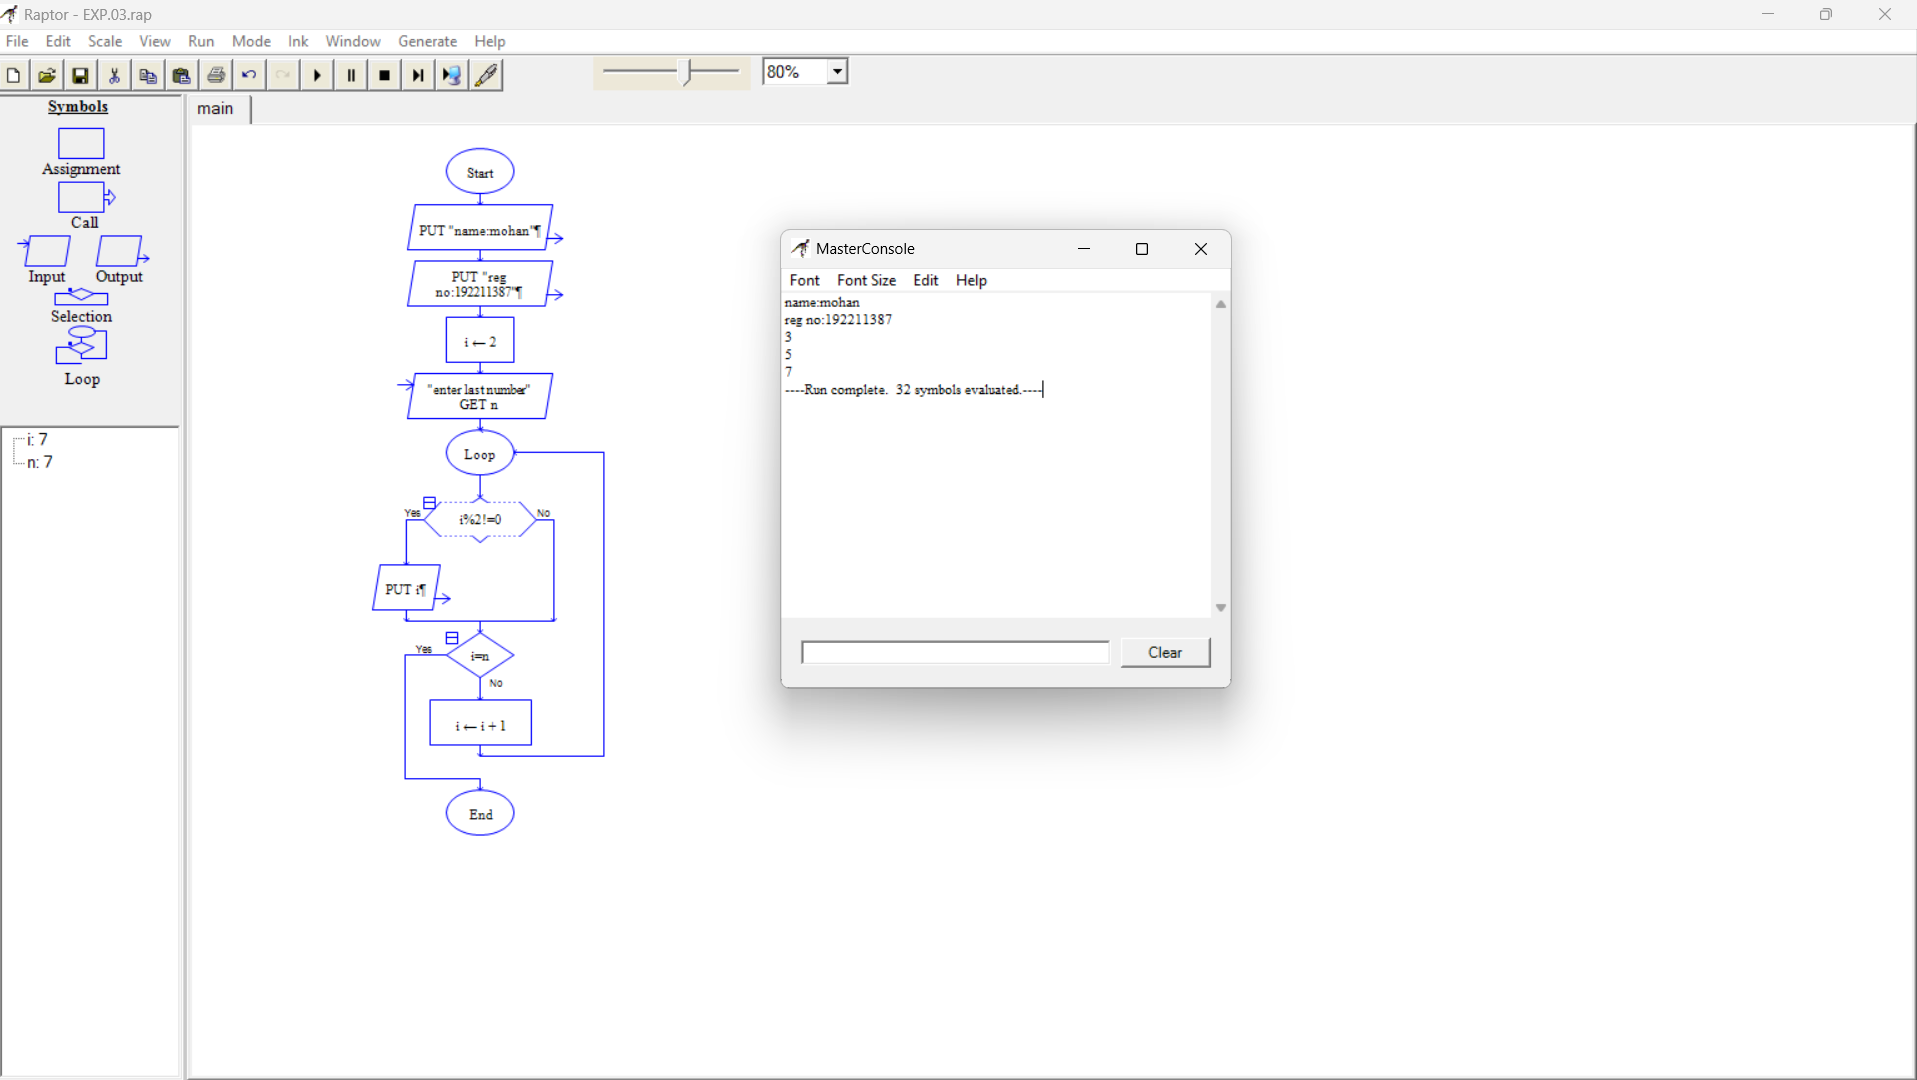 Raptor - EXP.03.rap
File Edit Scale View Run Mode Ink Window Generate Help
80%
Symbols
Assignment
Call
Input Output
Selection
Loop
i: 7
n: 7
main
Start
PUT "name:mohan"¶
PUT "reg
no:192211387"¶
i ← 2
"enter last number"
GET n
Loop
Yes i%2!=0 No
PUT i¶
Yes i=n
No
i ← i + 1
End
MasterConsole
Font Font Size Edit Help
name:mohan
reg no:192211387
3
5
7
----Run complete.  32 symbols evaluated.----
Clear